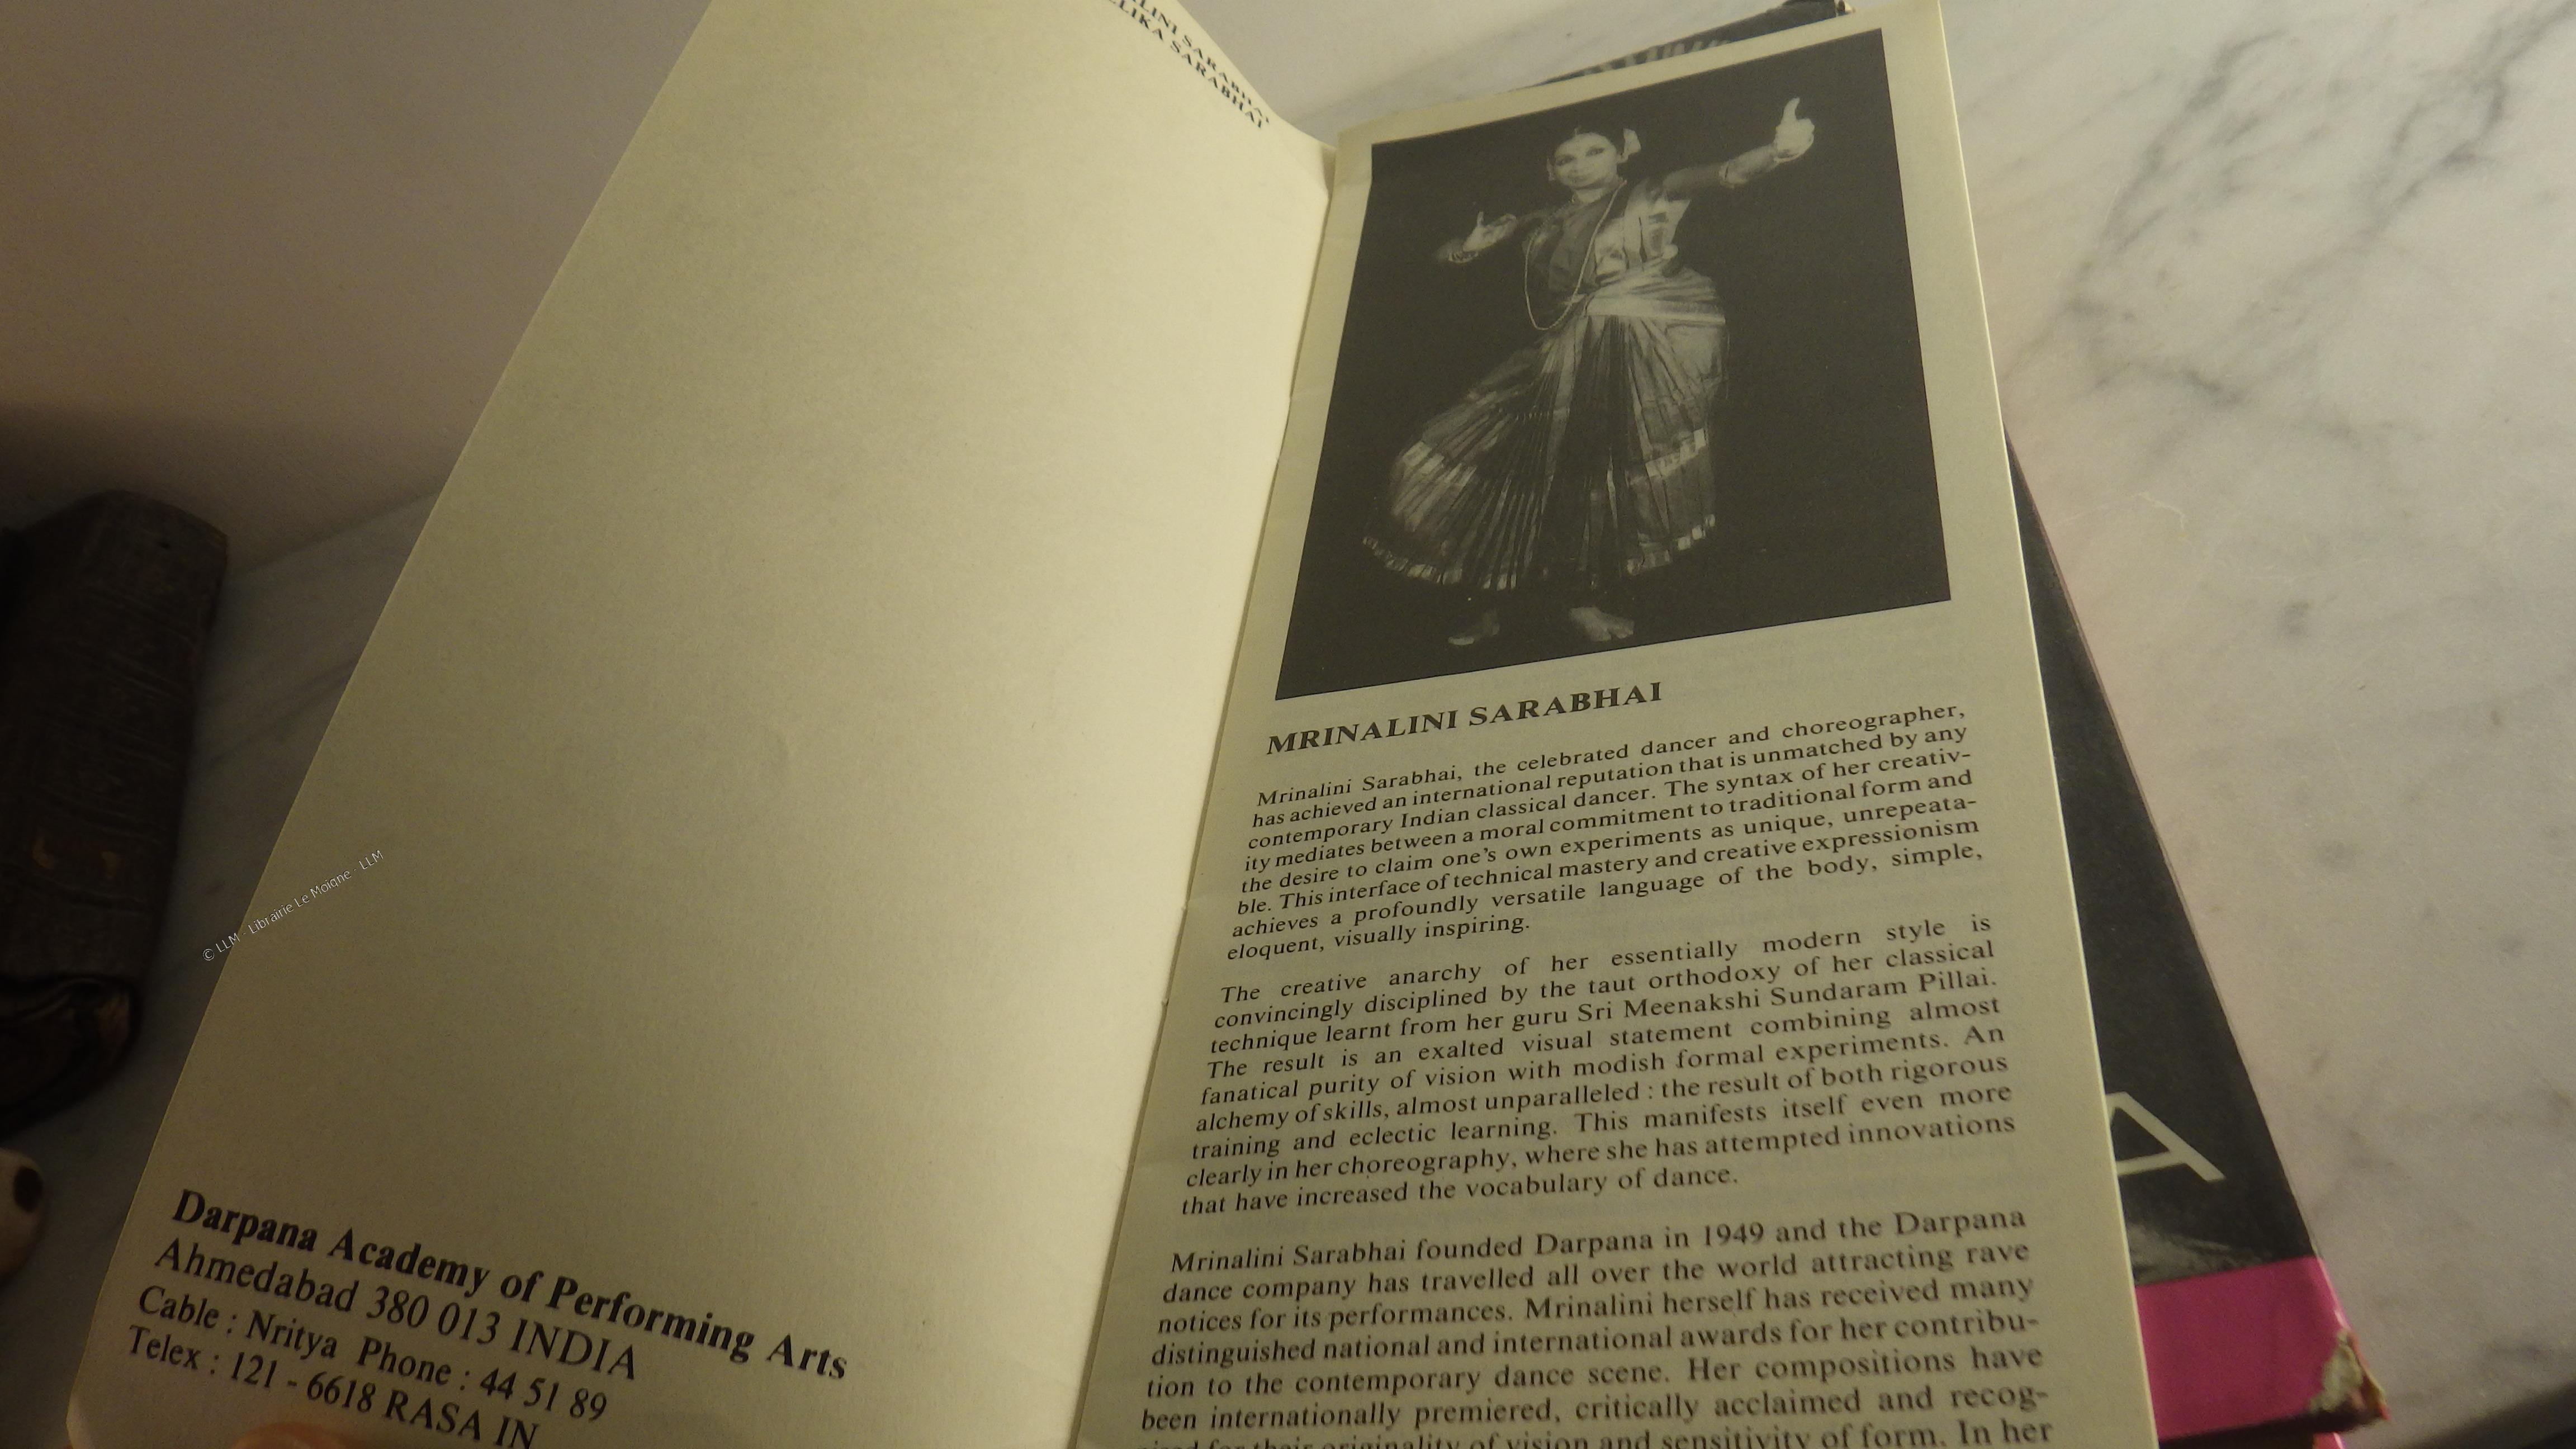 SARABHAI
SARABHAI
© LLM - Librairie Le Moigne - LLM
Darpana Academy of Performing Arts
Ahmedabad 380 013 INDIA
Cable : Nritya Phone : 44 51 89
Telex : 121 - 6618 RASA IN
MRINALINI SARABHAI
Mrinalini Sarabhai, the celebrated dancer and choreographer,
has achieved an international reputation that is unmatched by any
contemporary Indian classical dancer. The syntax of her creativ-
ity mediates between a moral commitment to traditional form and
the desire to claim one's own experiments as unique, unrepeata-
ble. This interface of technical mastery and creative expressionism
achieves a profoundly versatile language of the body, simple,
eloquent, visually inspiring.
The creative anarchy of her essentially modern style is
convincingly disciplined by the taut orthodoxy of her classical
technique learnt from her guru Sri Meenakshi Sundaram Pillai.
The result is an exalted visual statement combining almost
fanatical purity of vision with modish formal experiments. An
alchemy of skills, almost unparalleled : the result of both rigorous
training and eclectic learning. This manifests itself even more
clearly in her choreography, where she has attempted innovations
that have increased the vocabulary of dance.
Mrinalini Sarabhai founded Darpana in 1949 and the Darpana
dance company has travelled all over the world attracting rave
notices for its performances. Mrinalini herself has received many
distinguished national and international awards for her contribu-
tion to the contemporary dance scene. Her compositions have
been internationally premiered, critically acclaimed and recog-
for their originality of vision and sensitivity of form. In her
A